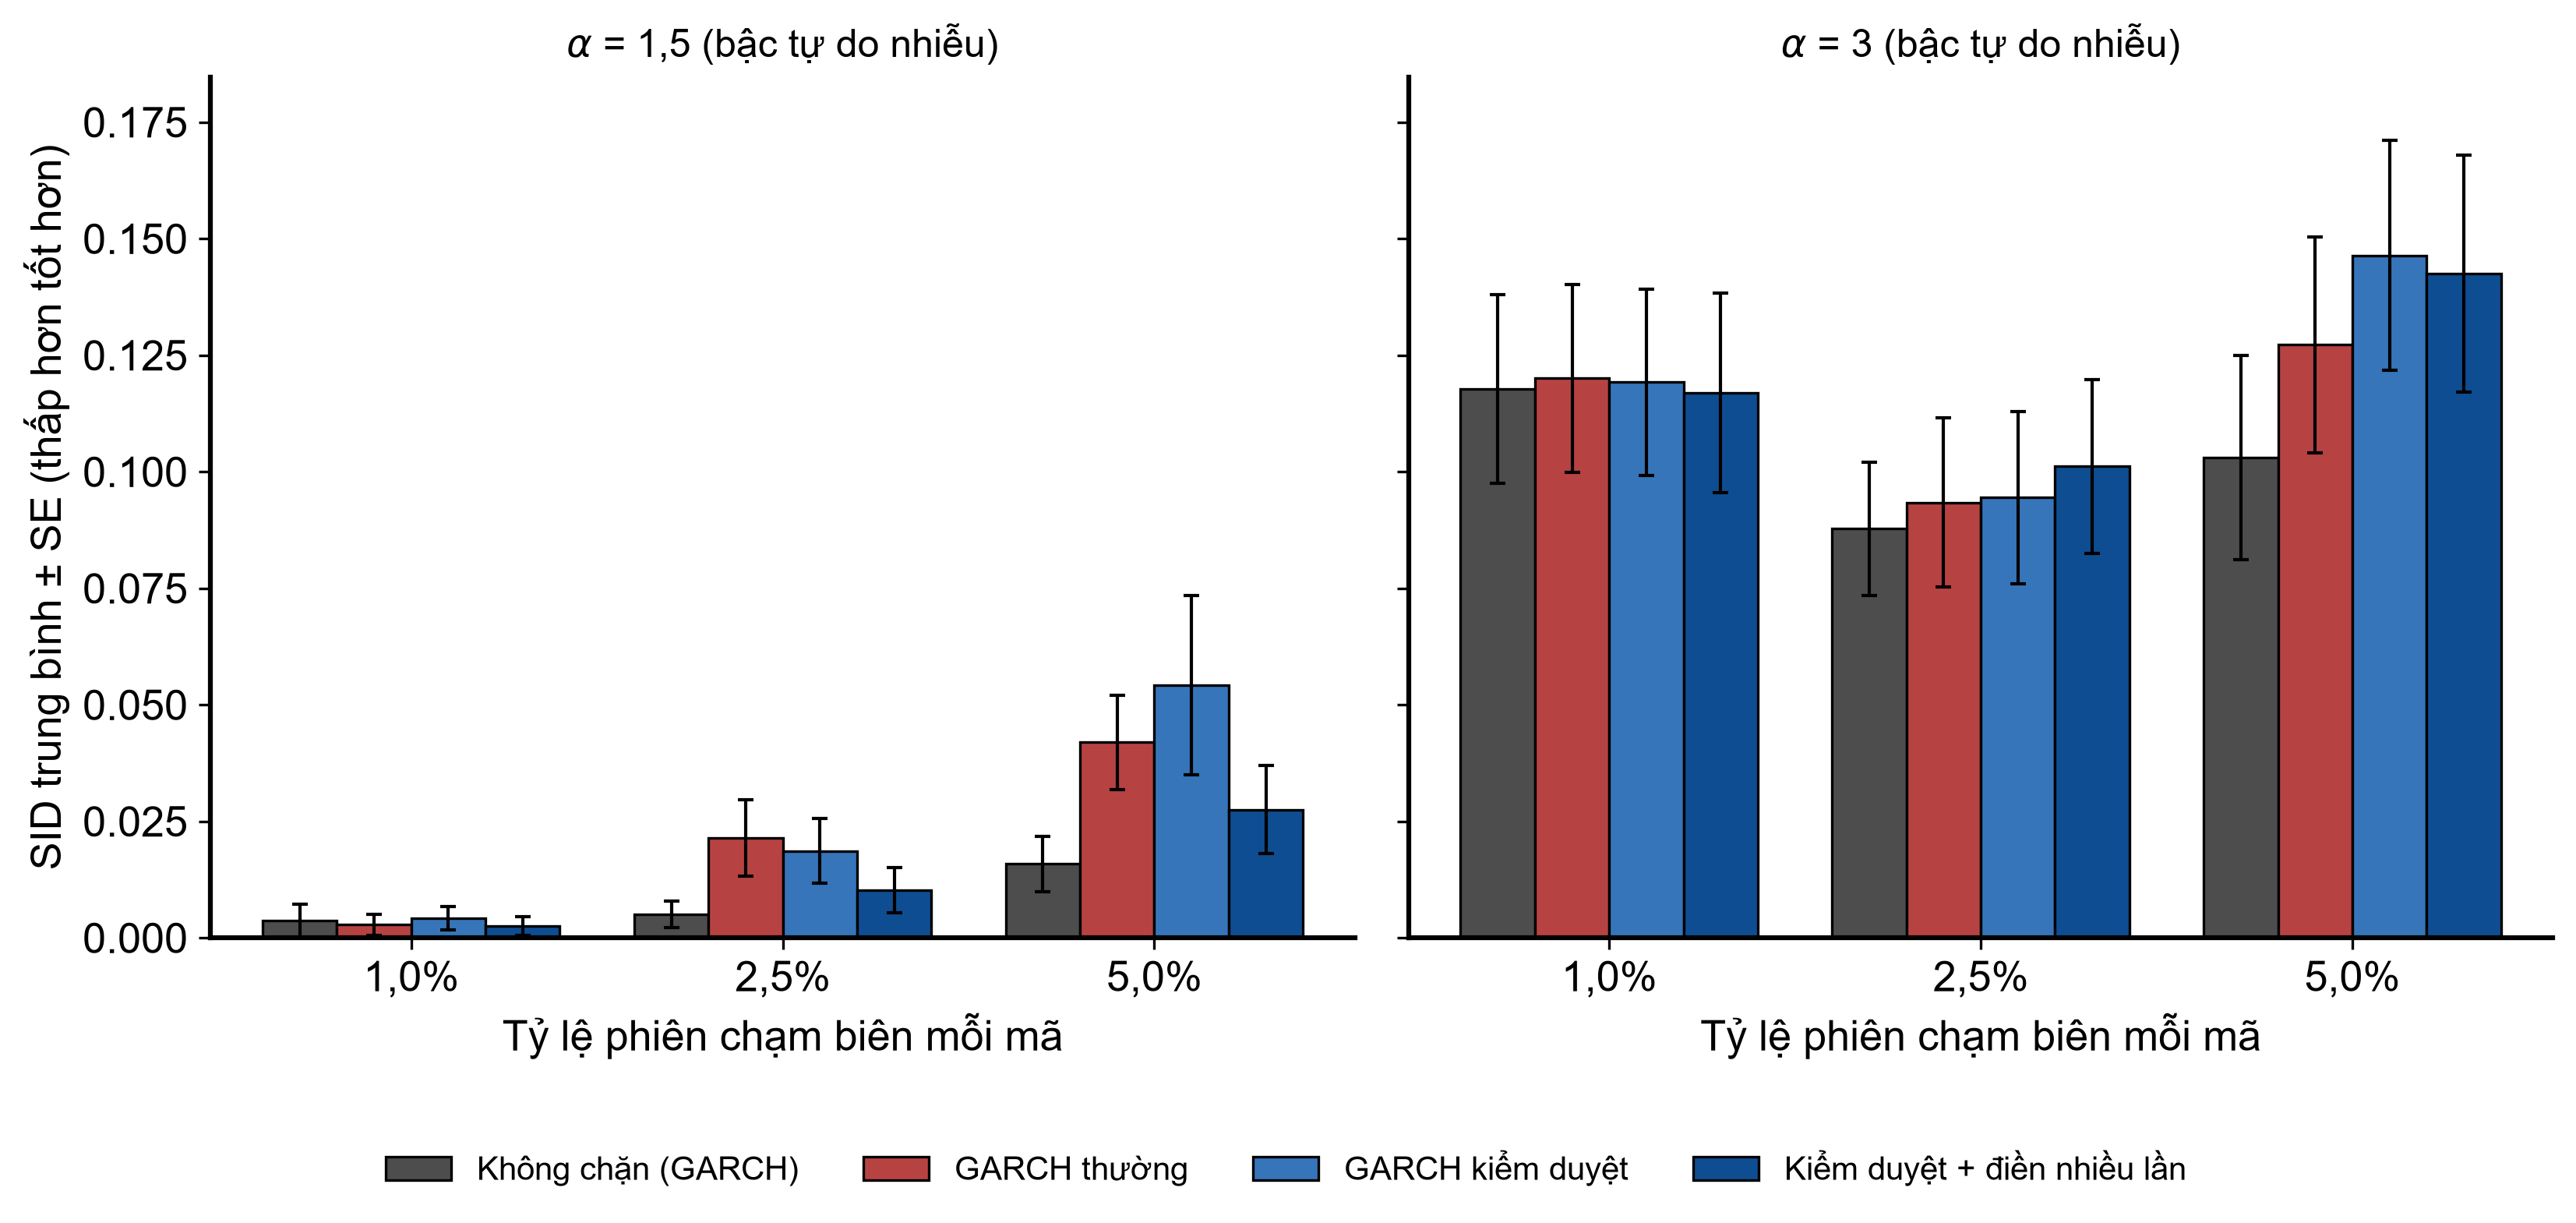 α = 1,5 (bậc tự do nhiễu)
α = 3 (bậc tự do nhiễu)
SID trung bình ± SE (thấp hơn tốt hơn)
0.175
0.150
0.125
0.100
0.075
0.050
0.025
0.000
1,0%
2,5%
5,0%
1,0%
2,5%
5,0%
Tỷ lệ phiên chạm biên mỗi mã
Tỷ lệ phiên chạm biên mỗi mã
Không chặn (GARCH)
GARCH thường
GARCH kiểm duyệt
Kiểm duyệt + điền nhiều lần